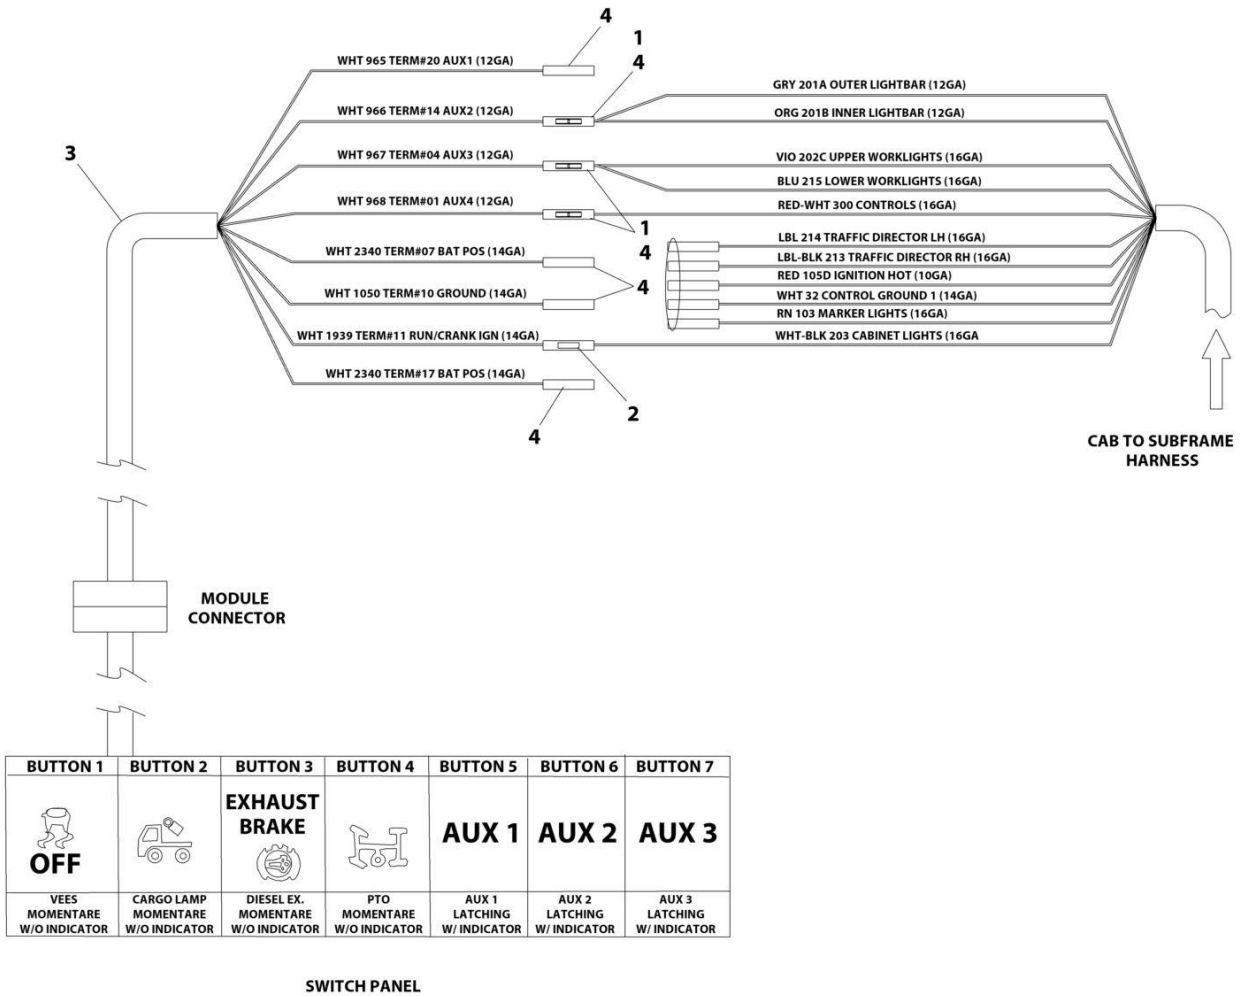 4
1
4
WHT 965 TERM#20 AUX1 (12GA)
GRY 201A OUTER LIGHTBAR (12GA)
WHT 966 TERM#14 AUX2 (12GA)
ORG 201B INNER LIGHTBAR (12GA)
3
WHT 967 TERM#04 AUX3 (12GA)
VIO 202C UPPER WORKLIGHTS (16GA)
BLU 215 LOWER WORKLIGHTS (16GA)
WHT 968 TERM#01 AUX4 (12GA)
RED-WHT 300 CONTROLS (16GA)
1
4
LBL 214 TRAFFIC DIRECTOR LH (16GA)
WHT 2340 TERM#07 BAT POS (14GA)
LBL-BLK 213 TRAFFIC DIRECTOR RH (16GA)
RED 105D IGNITION HOT (10GA)
4
WHT 1050 TERM#10 GROUND (14GA)
WHT 32 CONTROL GROUND 1 (14GA)
RN 103 MARKER LIGHTS (16GA)
WHT 1939 TERM#11 RUN/CRANK IGN (14GA)
WHT-BLK 203 CABINET LIGHTS (16GA
WHT 2340 TERM#17 BAT POS (14GA)
2
4
CAB TO SUBFRAME
HARNESS
MODULE
CONNECTOR
BUTTON 1 BUTTON 2 BUTTON 3 BUTTON 4 BUTTON 5 BUTTON 6 BUTTON 7
OFF
EXHAUST
BRAKE
AUX 1
AUX 2
AUX 3
VEES
MOMENTARE
W/O INDICATOR
CARGO LAMP
MOMENTARE
W/O INDICATOR
DIESEL EX.
MOMENTARE
W/O INDICATOR
PTO
MOMENTARE
W/O INDICATOR
AUX 1
LATCHING
W/ INDICATOR
AUX 2
LATCHING
W/ INDICATOR
AUX 3
LATCHING
W/ INDICATOR
SWITCH PANEL